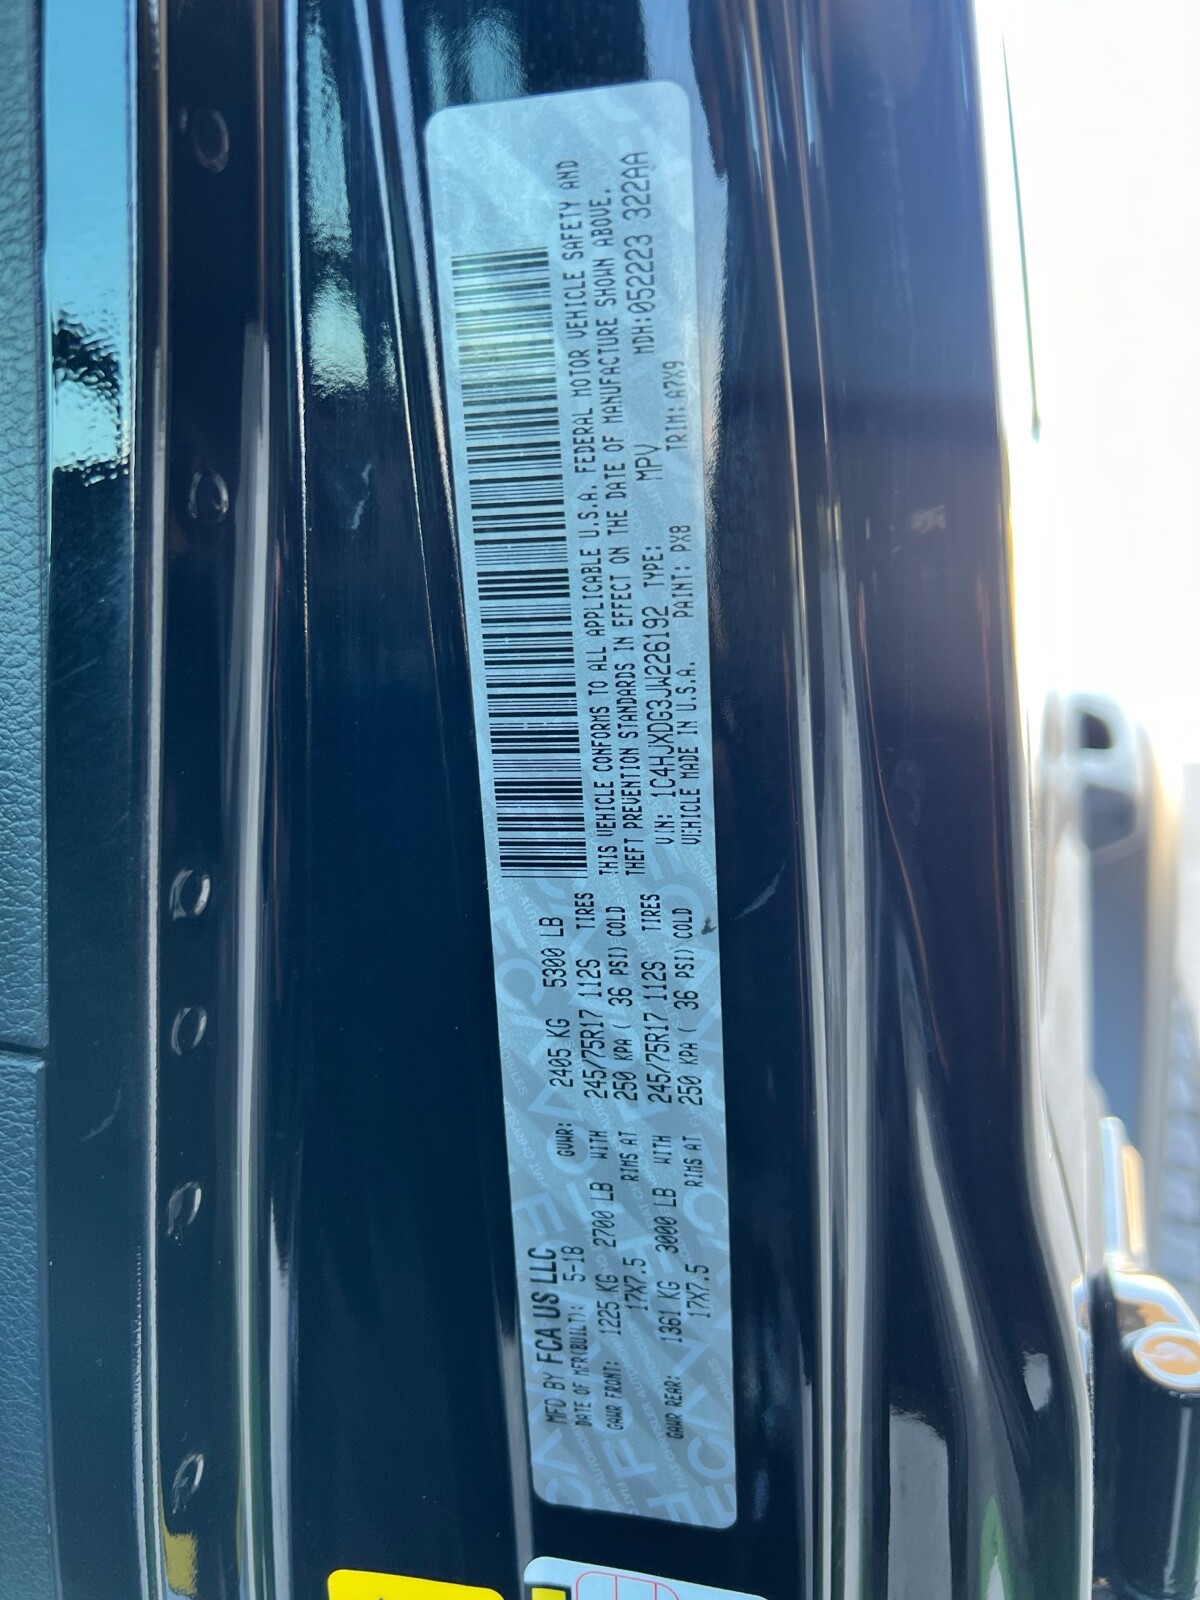 MFD BY FCA US LLC
DATE OF MFR(BUILT): 5-18 GVWR: 2405 KG 5300 LB
GAWR FRONT: 1225 KG 2700 LB WITH 245/75R17 112S TIRES
17X7.5 RIMS AT 250 KPA ( 36 PSI) COLD
GAWR REAR: 1361 KG 3000 LB WITH 245/75R17 112S TIRES
17X7.5 RIMS AT 250 KPA ( 36 PSI) COLD
THIS VEHICLE CONFORMS TO ALL APPLICABLE U.S.A. FEDERAL MOTOR VEHICLE SAFETY AND
THEFT PREVENTION STANDARDS IN EFFECT ON THE DATE OF MANUFACTURE SHOWN ABOVE.
VIN: 1C4HJXDG3JW226192 TYPE: MPV MDH:052223 322AA
VEHICLE MADE IN U.S.A. PAINT: PX8 TRIM: A7X9